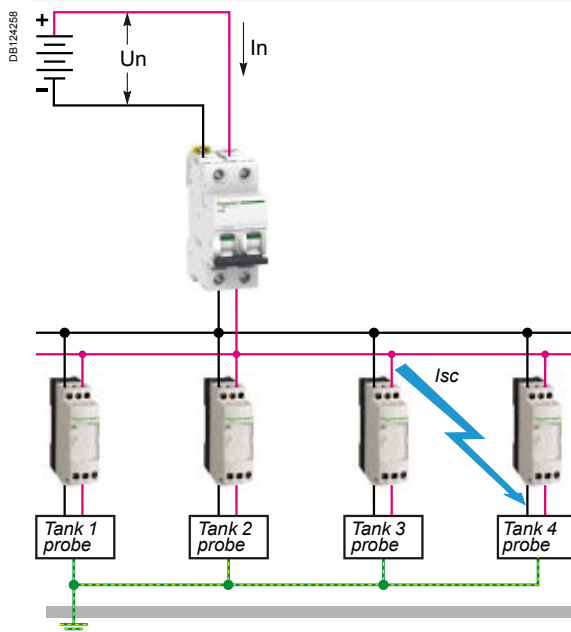 DB124258
+
Un
In
-
Isc
Tank 1
probe
Tank 2
probe
Tank 3
probe
Tank 4
probe